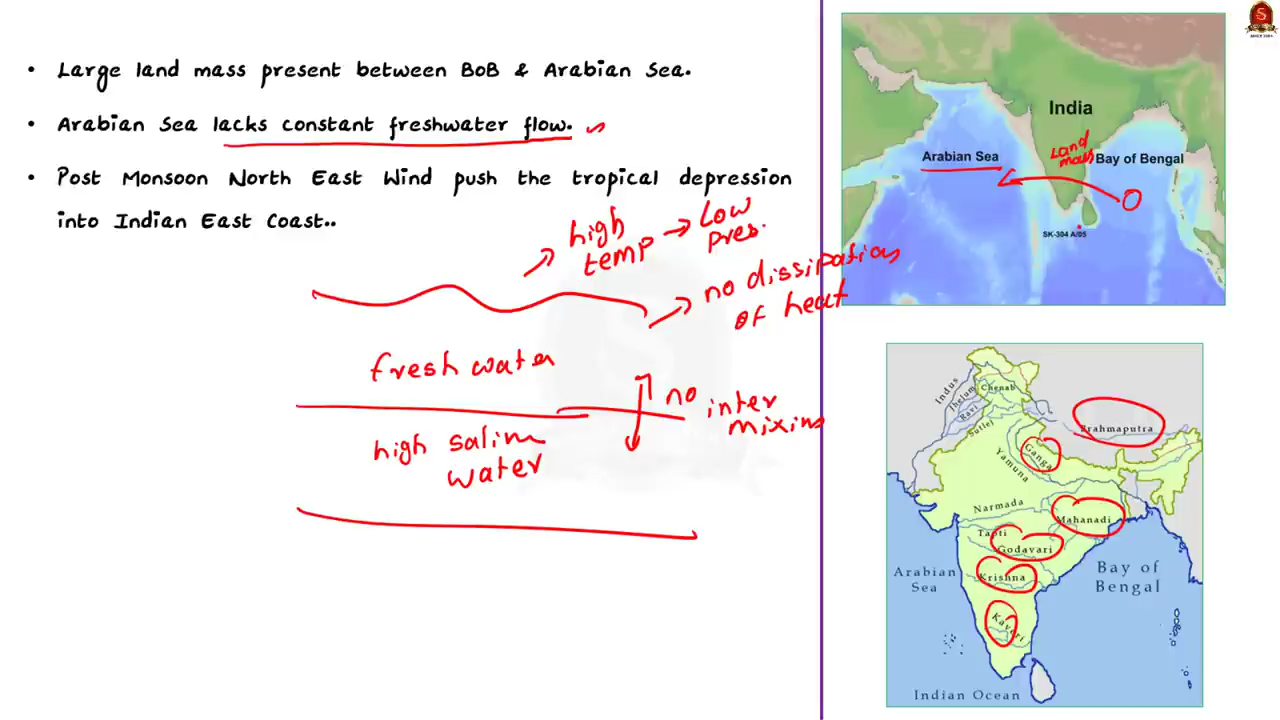 • Large land mass present between BoB & Arabian Sea.
• Arabian Sea lacks constant freshwater flow.
• Post Monsoon North East Wind push the tropical depression
into Indian East Coast..
high
temp → Low
pres.
no dissipation
of heat
fresh water
no inter
mixing
high saline
water
India
Land
mass
Arabian Sea
Bay of Bengal
SK-304 A/05
Indus
Jhelum
Chenab
Ravi
Sutlej
Brahmaputra
Ganga
Yamuna
Narmada
Mahanadi
Tapti
Godavari
Krishna
Kaveri
Arabian
Sea
Bay of
Bengal
Indian Ocean
S
SINCE 2004